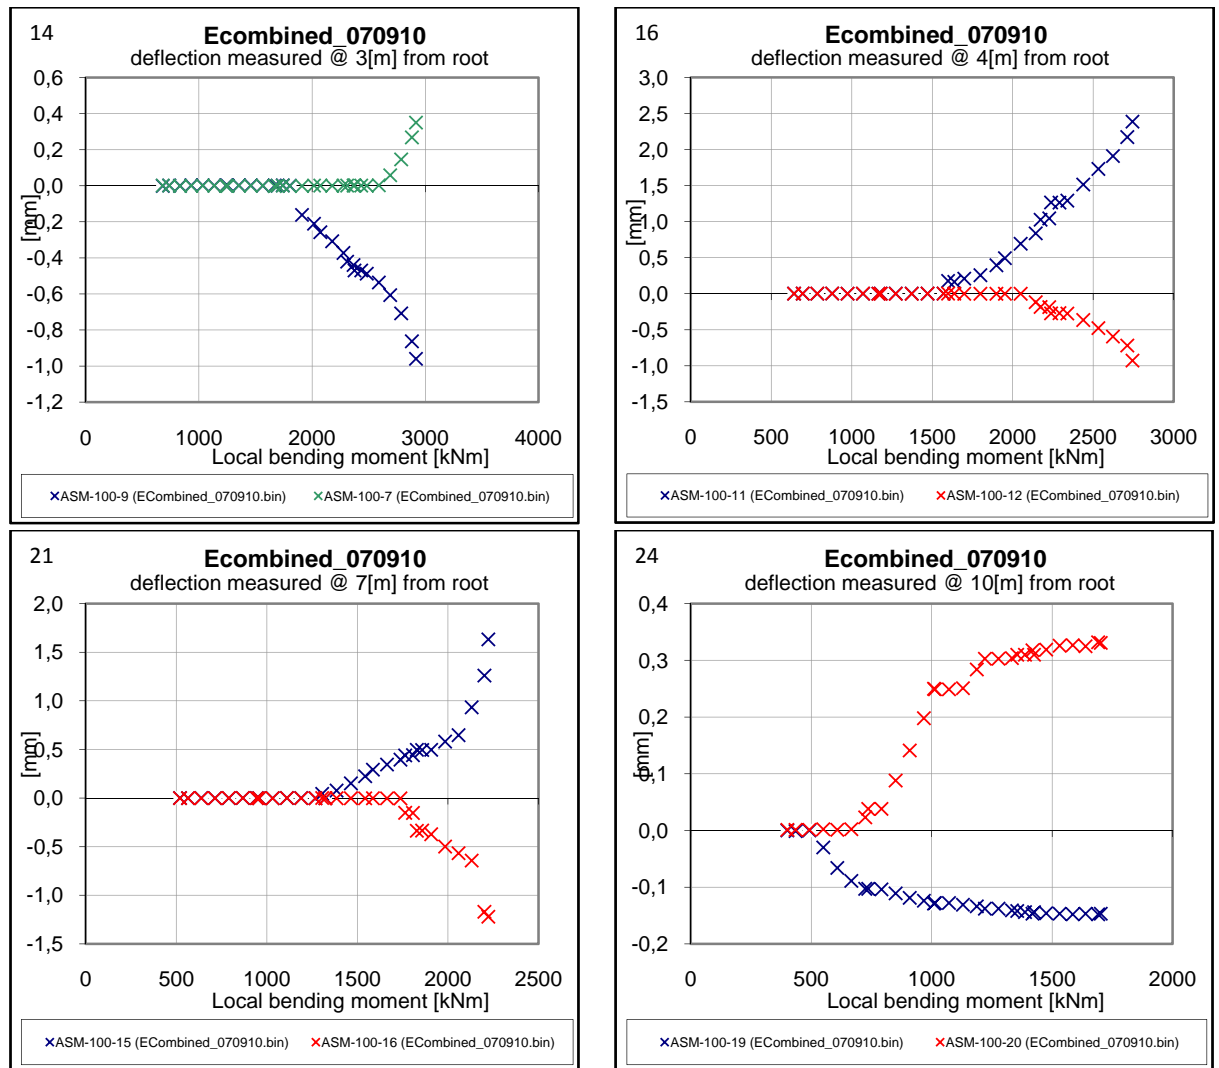 14
Ecombined_070910
deflection measured @ 3[m] from root
0,6
0,4
0,2
0,0
-0,2
-0,4
-0,6
-0,8
-1,0
-1,2
[mm]
0 1000 2000 3000 4000
Local bending moment [kNm]
×ASM-100-9 (ECombined_070910.bin) ×ASM-100-7 (ECombined_070910.bin)
16
Ecombined_070910
deflection measured @ 4[m] from root
3,0
2,5
2,0
1,5
1,0
0,5
0,0
-0,5
-1,0
-1,5
[mm]
0 500 1000 1500 2000 2500 3000
Local bending moment [kNm]
×ASM-100-11 (ECombined_070910.bin) ×ASM-100-12 (ECombined_070910.bin)
21
Ecombined_070910
deflection measured @ 7[m] from root
2,0
1,5
1,0
0,5
0,0
-0,5
-1,0
-1,5
[mm]
0 500 1000 1500 2000 2500
Local bending moment [kNm]
×ASM-100-15 (ECombined_070910.bin) ×ASM-100-16 (ECombined_070910.bin)
24
Ecombined_070910
deflection measured @ 10[m] from root
0,4
0,3
0,2
0,1
0,0
-0,1
-0,2
[mm]
0 500 1000 1500 2000
Local bending moment [kNm]
×ASM-100-19 (ECombined_070910.bin) ×ASM-100-20 (ECombined_070910.bin)